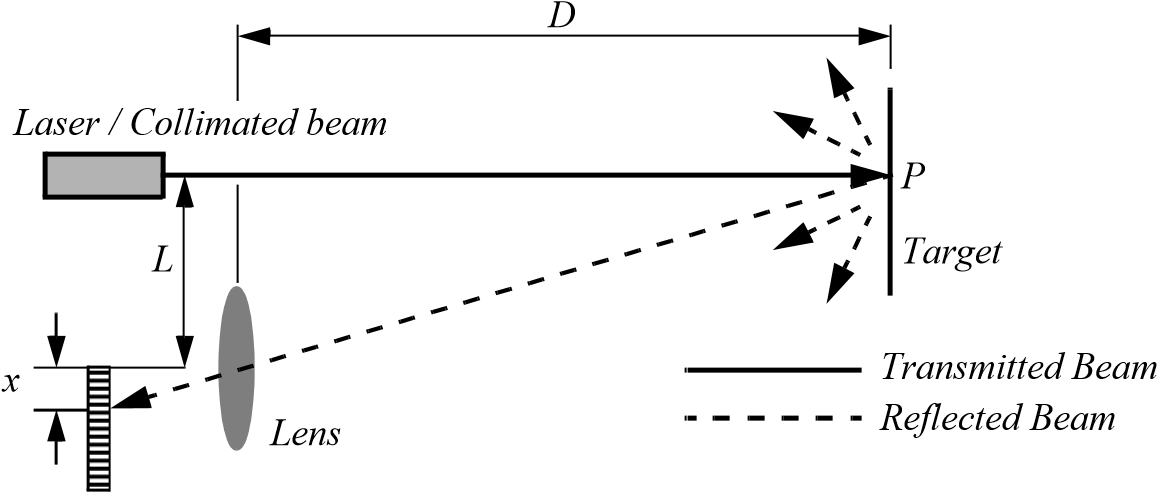 D
Laser / Collimated beam
P
L
Target
x
Transmitted Beam
Reflected Beam
Lens